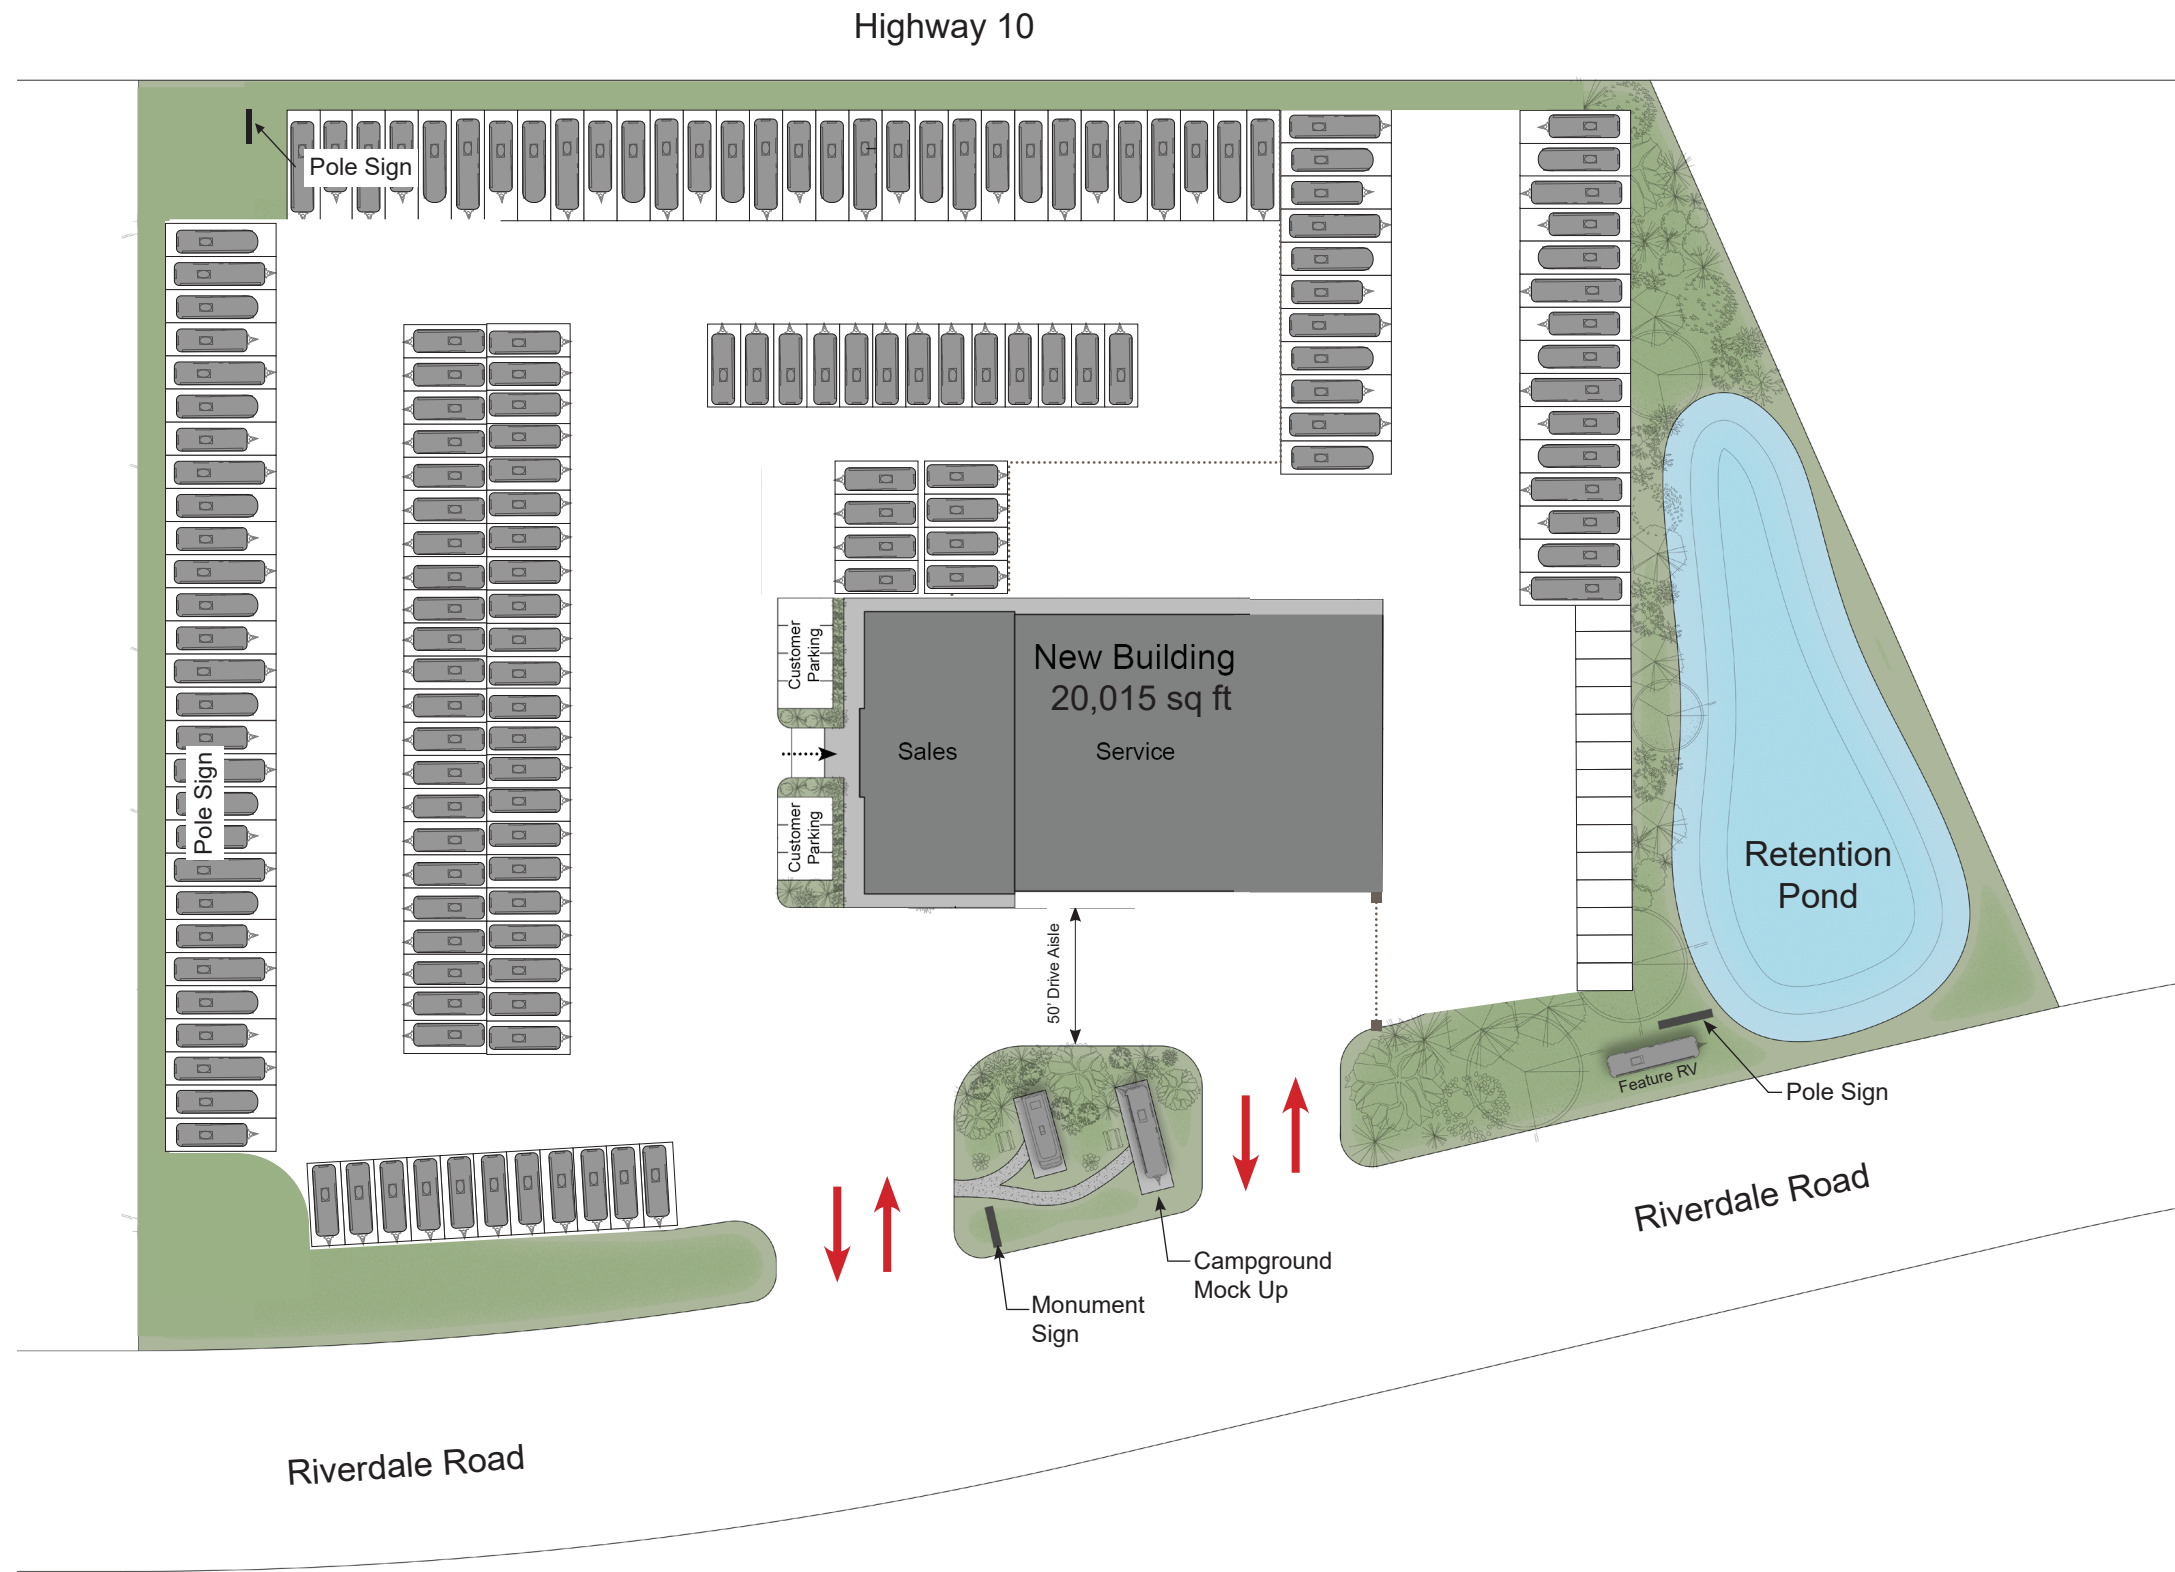 Highway 10
Pole Sign
Customer
Parking
New Building
20,015 sq ft
Sales
Service
Pole Sign
Customer
Parking
Retention
Pond
50' Drive Aisle
Feature RV
Pole Sign
Riverdale Road
Campground
Mock Up
Monument
Sign
Riverdale Road